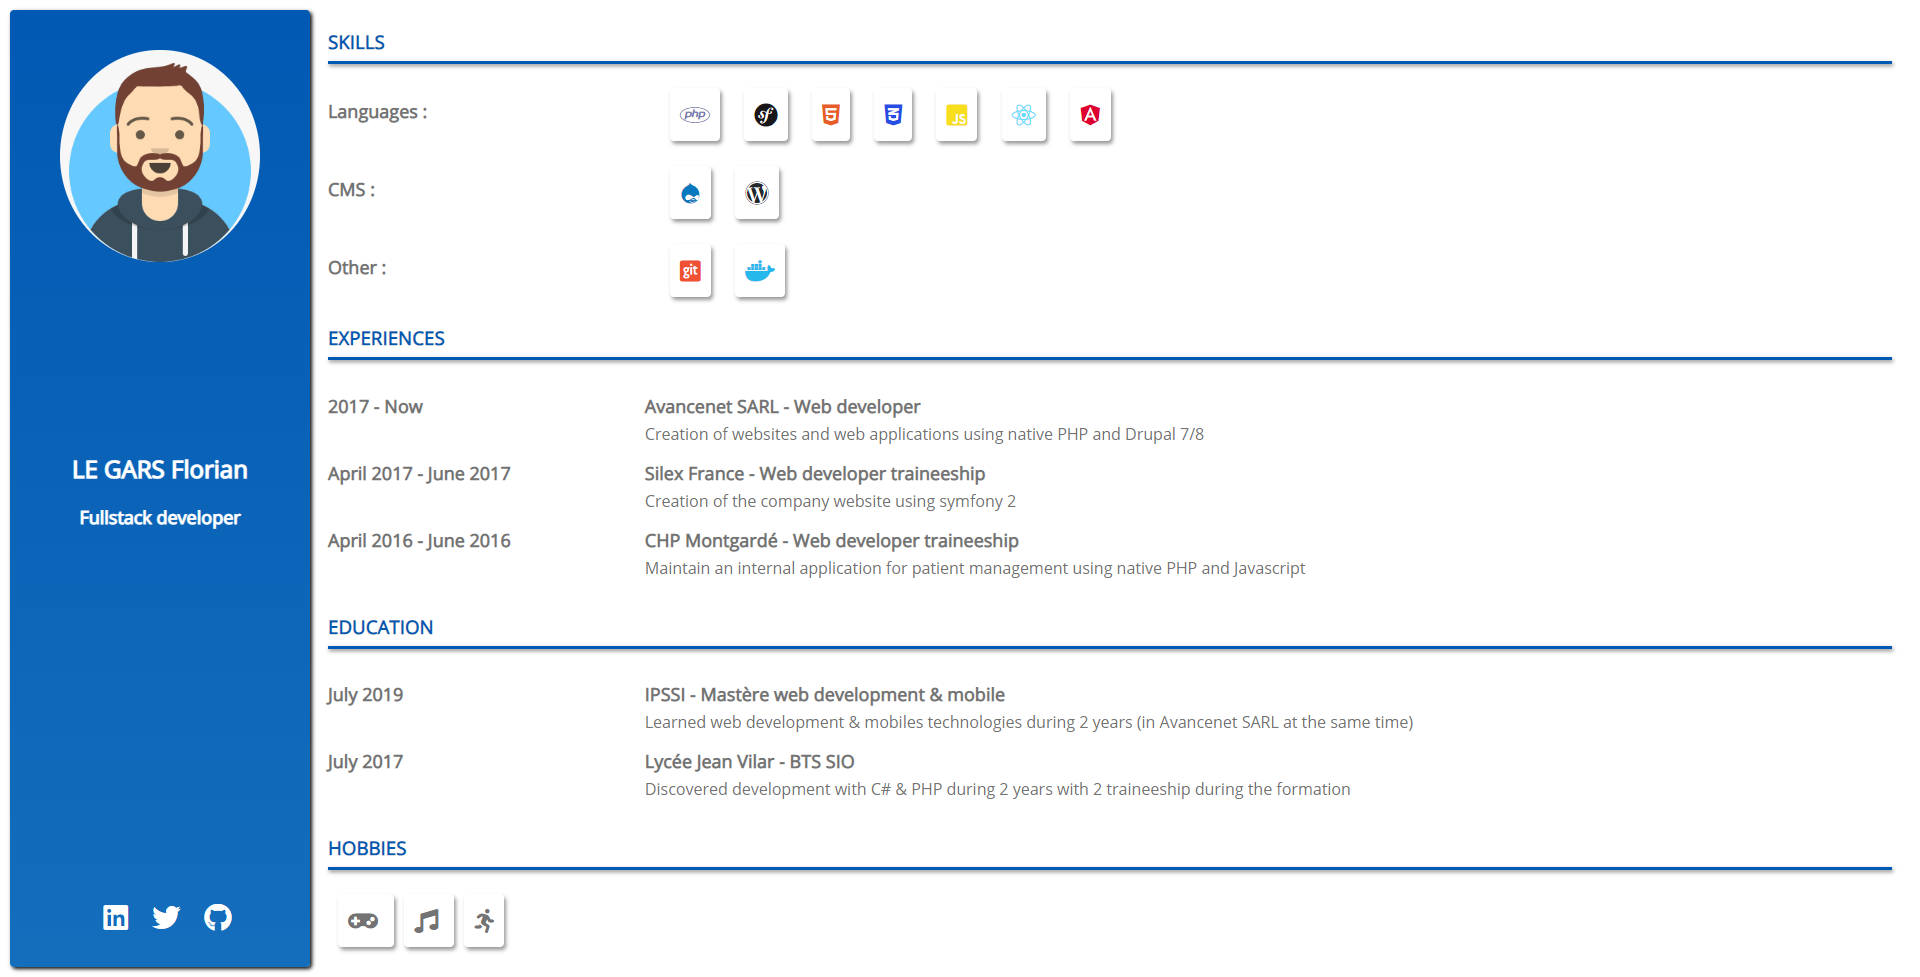 LE GARS Florian
Fullstack developer
in
SKILLS
Languages :
php
sf
5
3
JS
A
CMS :
W
Other :
git
EXPERIENCES
2017 - Now
Avancenet SARL - Web developer
Creation of websites and web applications using native PHP and Drupal 7/8
April 2017 - June 2017
Silex France - Web developer traineeship
Creation of the company website using symfony 2
April 2016 - June 2016
CHP Montgardé - Web developer traineeship
Maintain an internal application for patient management using native PHP and Javascript
EDUCATION
July 2019
IPSSI - Mastère web development & mobile
Learned web development & mobiles technologies during 2 years (in Avancenet SARL at the same time)
July 2017
Lycée Jean Vilar - BTS SIO
Discovered development with C# & PHP during 2 years with 2 traineeship during the formation
HOBBIES